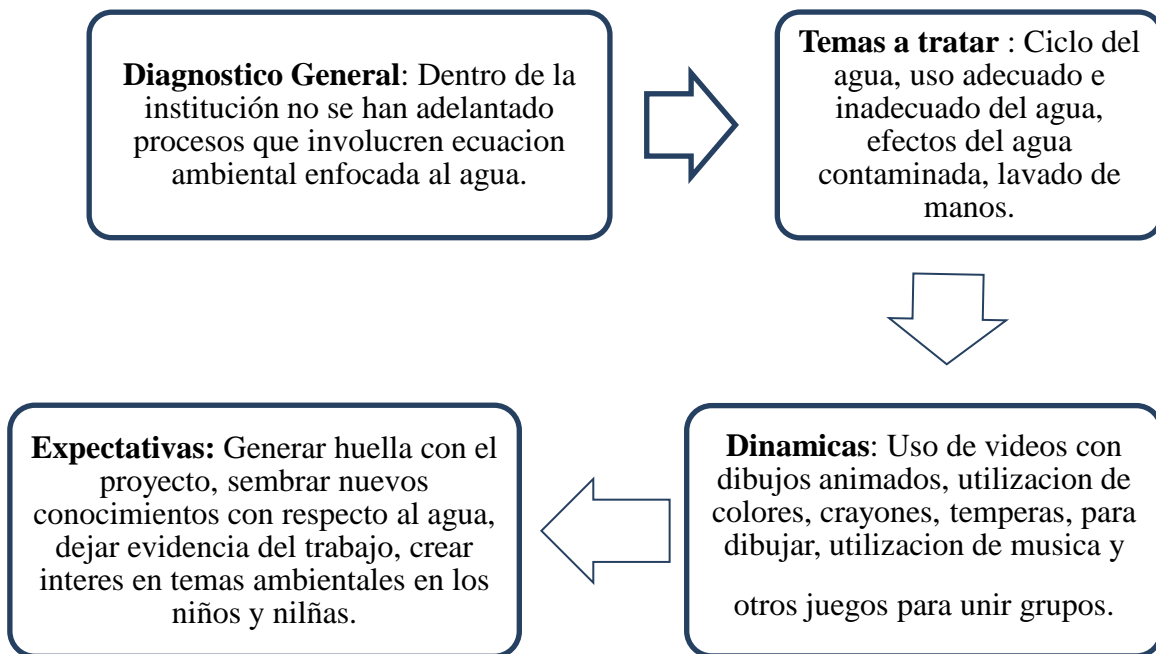 Diagnostico General: Dentro de la
institución no se han adelantado
procesos que involucren ecuacion
ambiental enfocada al agua.
Temas a tratar : Ciclo del
agua, uso adecuado e
inadecuado del agua,
efectos del agua
contaminada, lavado de
manos.
Dinamicas: Uso de videos con
dibujos animados, utilizacion de
colores, crayones, temperas, para
dibujar, utilizacion de musica y
otros juegos para unir grupos.
Expectativas: Generar huella con el
proyecto, sembrar nuevos
conocimientos con respecto al agua,
dejar evidencia del trabajo, crear
interes en temas ambientales en los
niños y nilñas.